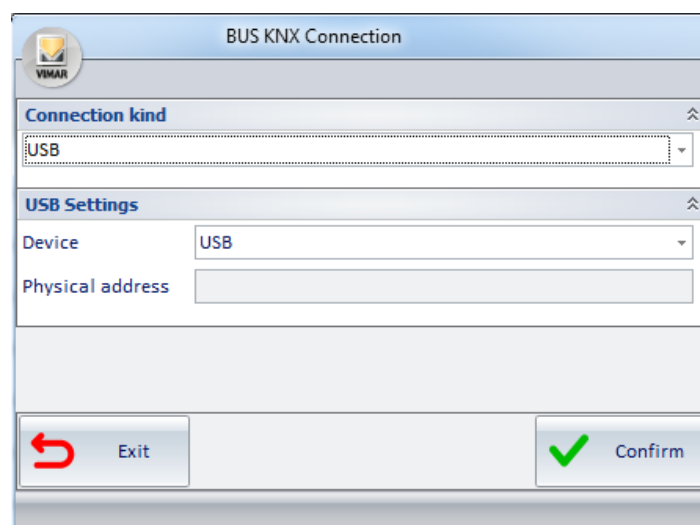 BUS KNX Connection
VIMAR
Connection kind
USB
USB Settings
Device USB
Physical address
Exit Confirm